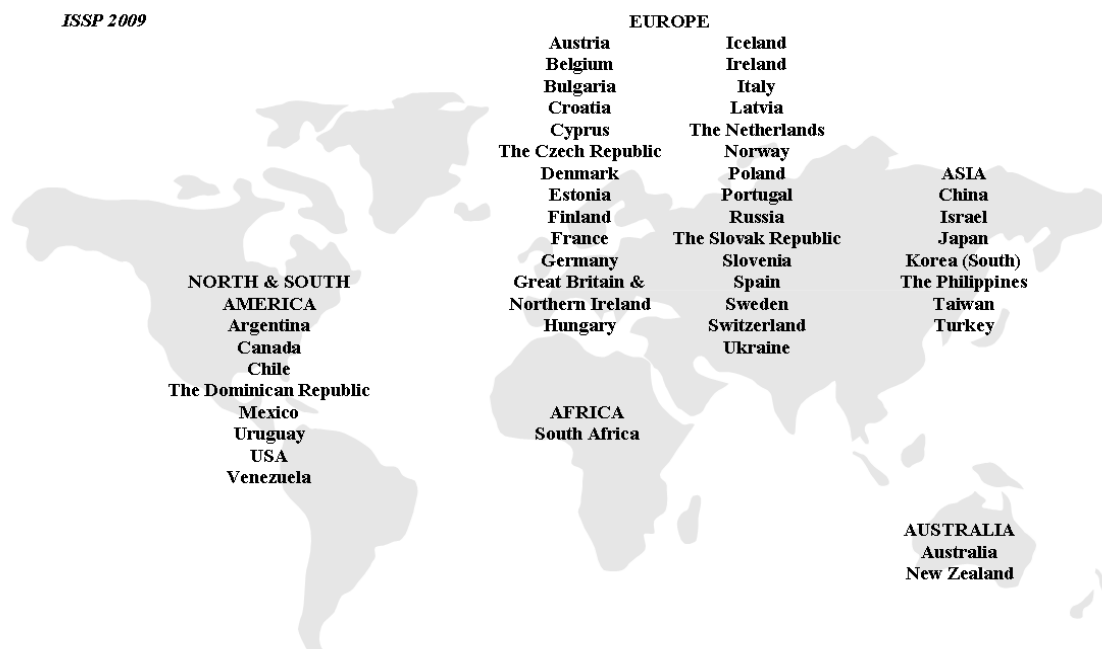 ISSP 2009
EUROPE
Austria
Belgium
Bulgaria
Croatia
Cyprus
The Czech Republic
Denmark
Estonia
Finland
France
Germany
Great Britain &
Northern Ireland
Hungary
Iceland
Ireland
Italy
Latvia
The Netherlands
Norway
Poland
Portugal
Russia
The Slovak Republic
Slovenia
Spain
Sweden
Switzerland
Ukraine
ASIA
China
Israel
Japan
Korea (South)
The Philippines
Taiwan
Turkey
NORTH & SOUTH
AMERICA
Argentina
Canada
Chile
The Dominican Republic
Mexico
Uruguay
USA
Venezuela
AFRICA
South Africa
AUSTRALIA
Australia
New Zealand